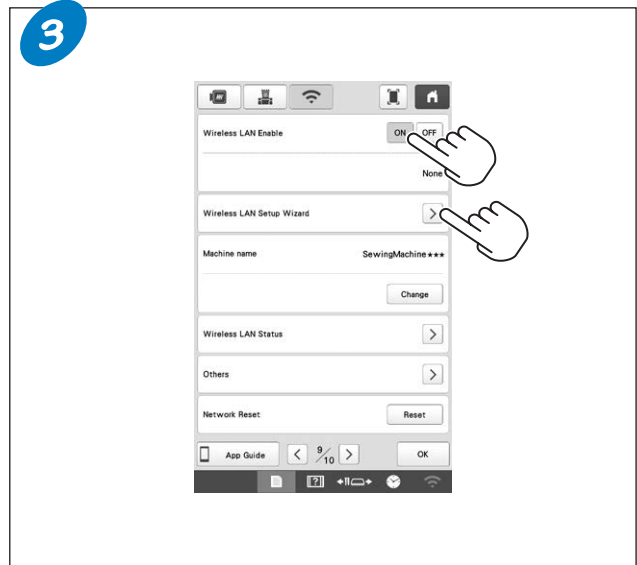 3
Wireless LAN Enable ON OFF
None
Wireless LAN Setup Wizard >
Machine name SewingMachine★★★
Change
Wireless LAN Status >
Others >
Network Reset Reset
App Guide < 9/10 > OK